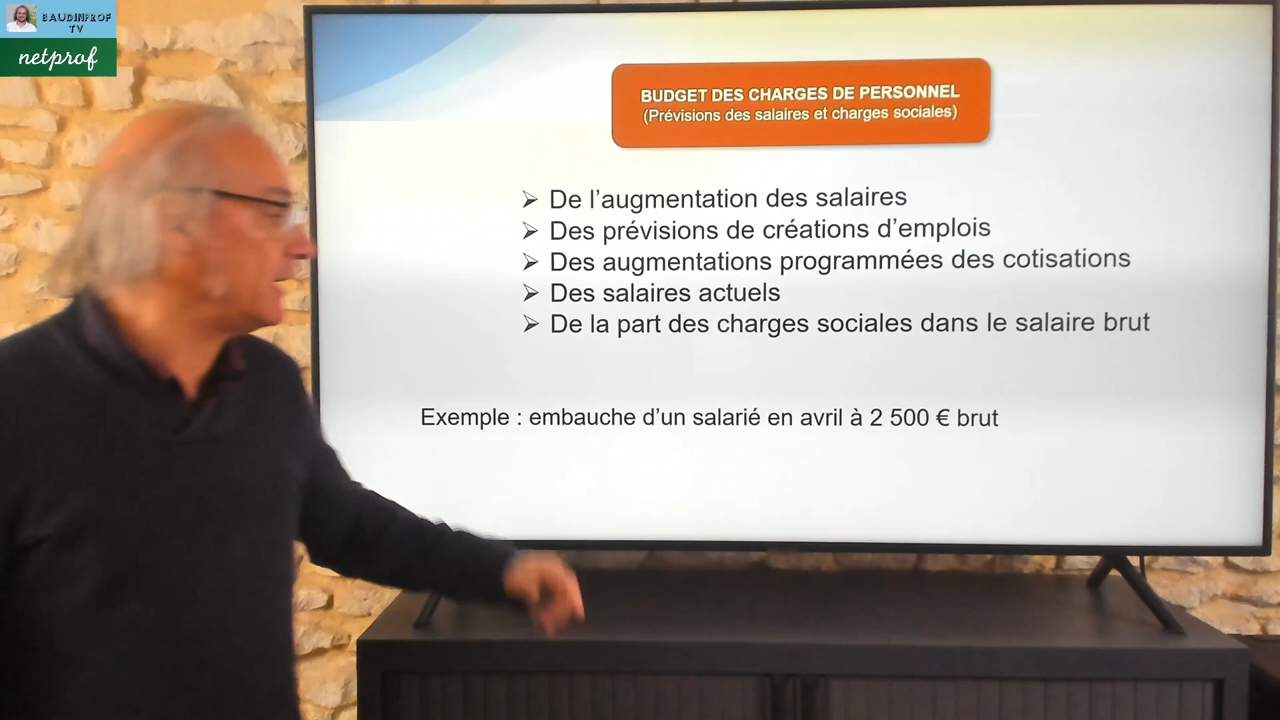 BAUDINPROF
TV
netprof
BUDGET DES CHARGES DE PERSONNEL
(Prévisions des salaires et charges sociales)
➢ De l’augmentation des salaires
➢ Des prévisions de créations d’emplois
➢ Des augmentations programmées des cotisations
➢ Des salaires actuels
➢ De la part des charges sociales dans le salaire brut
Exemple : embauche d’un salarié en avril à 2 500 € brut